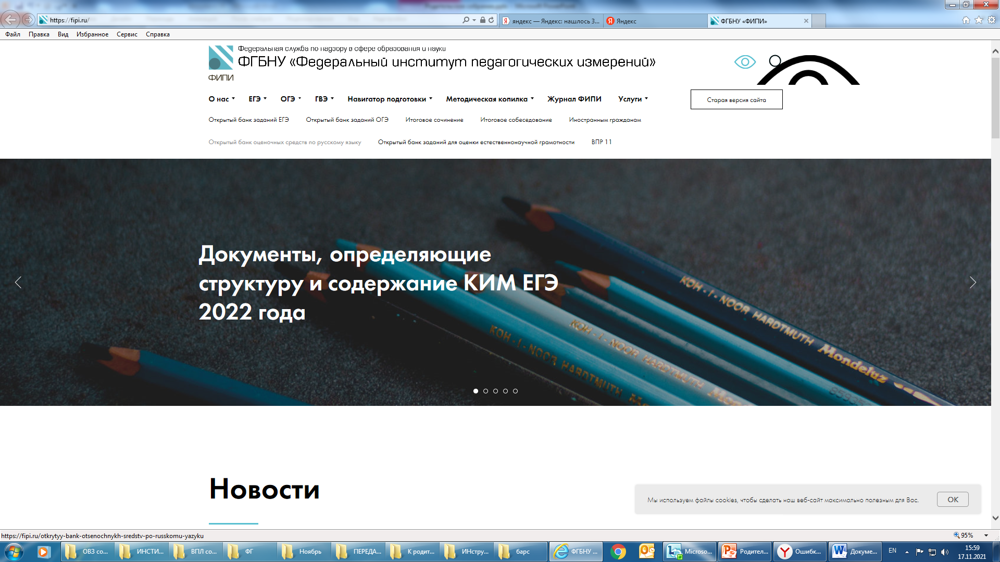 https://fipi.ru/
яндекс — Яндекс: нашлось 3...
Яндекс
ФГБНУ «ФИПИ»
Файл Правка Вид Избранное Сервис Справка
Федеральная служба по надзору в сфере образования и науки
ФГБНУ «Федеральный институт педагогических измерений»
ФИПИ
О нас ЕГЭ ОГЭ ГВЭ Навигатор подготовки Методическая копилка Журнал ФИПИ Услуги
Старая версия сайта
Открытый банк заданий ЕГЭ Открытый банк заданий ОГЭ Итоговое сочинение Итоговое собеседование Иностранным гражданам
Открытый банк оценочных средств по русскому языку Открытый банк заданий для оценки естественнонаучной грамотности ВПР 11
Документы, определяющие
структуру и содержание КИМ ЕГЭ
2022 года
KOH-I-NOOR HARDTMUTH Mondeluz
KOH-I-NOOR HARDTMUTH
KOH-I-NOOR HARDTMUTH
Новости
Мы используем файлы cookies, чтобы сделать наш веб-сайт максимально полезным для Вас.
OK
https://fipi.ru/otkrytyy-bank-otsenochnykh-sredstv-po-russkomu-yazyku
95%
ОВЗ со... ИНСТИ... ВПЛ со... ФГ Ноябрь ПЕРЕДА... К родит... ИНстру... барс ФГБНУ ... Microso... Родител... Ошибк... Докуме... EN
15:59
17.11.2021